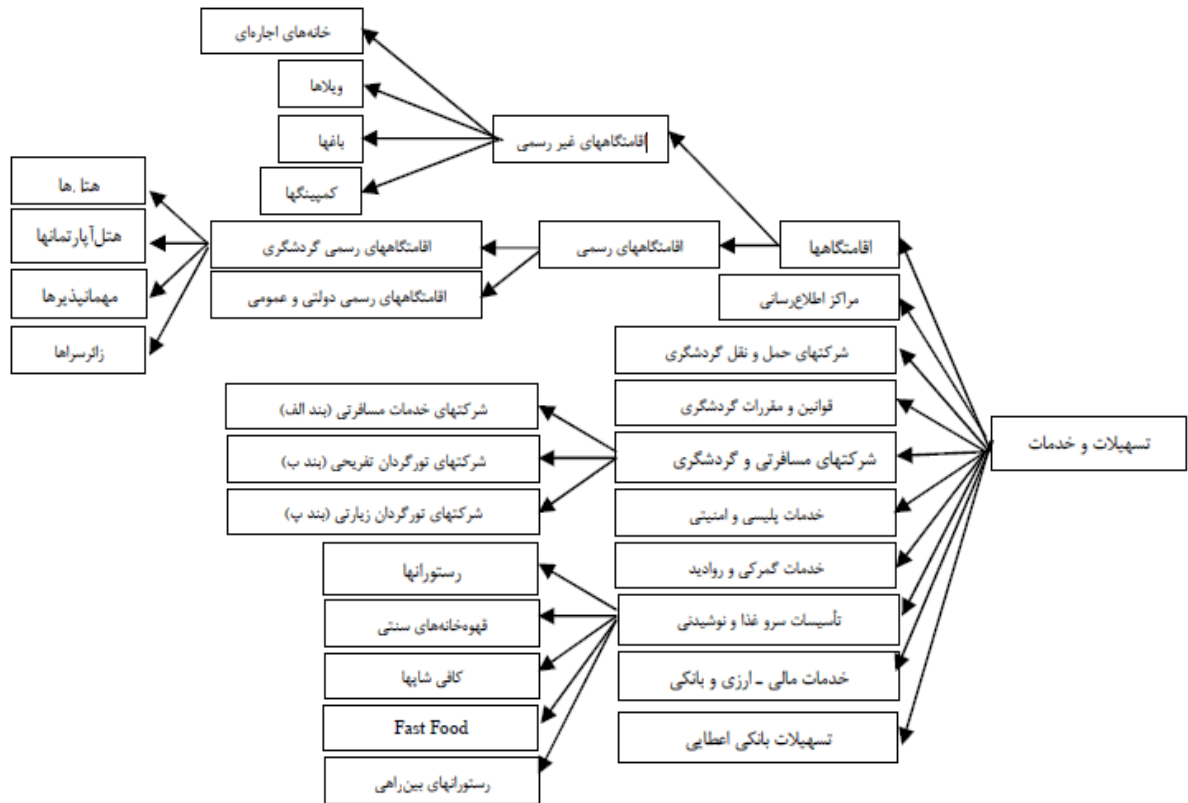 خانه‌های اجاره‌ای
ویلاها
باغها
اقامتگاههای غیر رسمی
کمپینگها
هتل‌ها
هتل‌آپارتمانها
مهمانپذیرها
زائرسراها
اقامتگاههای رسمی گردشگری
اقامتگاههای رسمی دولتی و عمومی
اقامتگاههای رسمی
اقامتگاهها
مراکز اطلاع‌رسانی
شرکتهای حمل و نقل گردشگری
قوانین و مقررات گردشگری
شرکتهای مسافرتی و گردشگری
شرکتهای خدمات مسافرتی (بند الف)
شرکتهای تورگردان تفریحی (بند ب)
شرکتهای تورگردان زیارتی (بند پ)
تسهیلات و خدمات
خدمات پلیسی و امنیتی
خدمات گمرکی و روادید
تأسیسات سرو غذا و نوشیدنی
رستورانها
قهوه‌خانه‌های سنتی
کافی شاپها
Fast Food
رستورانهای بین‌راهی
خدمات مالی ـ ارزی و بانکی
تسهیلات بانکی اعطایی